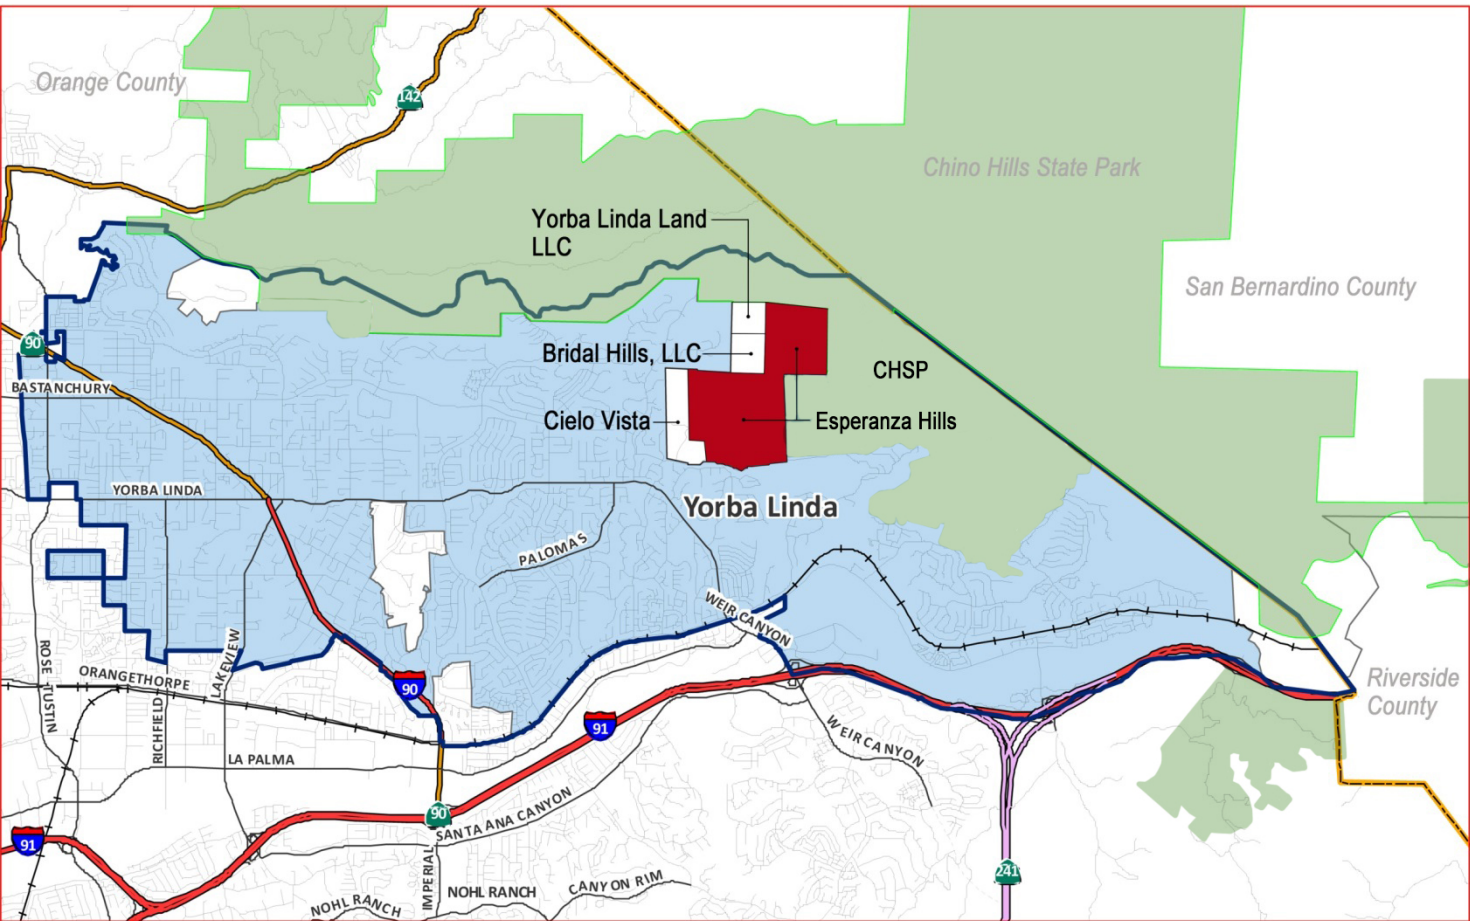 Orange County
142
Chino Hills State Park
Yorba Linda Land
LLC
San Bernardino County
90
Bridal Hills, LLC
CHSP
BASTANCHURY
Cielo Vista
Esperanza Hills
YORBA LINDA
Yorba Linda
PALOMAS
WEIR CANYON
ROSE - TUSTIN
ORANGETHORPE
LAKEVIEW
90
Riverside
County
RICHFIELD
91
WEIR CANYON
LA PALMA
90
SANTA ANA CANYON
91
241
IMPERIAL
NOHL RANCH
NOHL RANCH
CANYON RIM